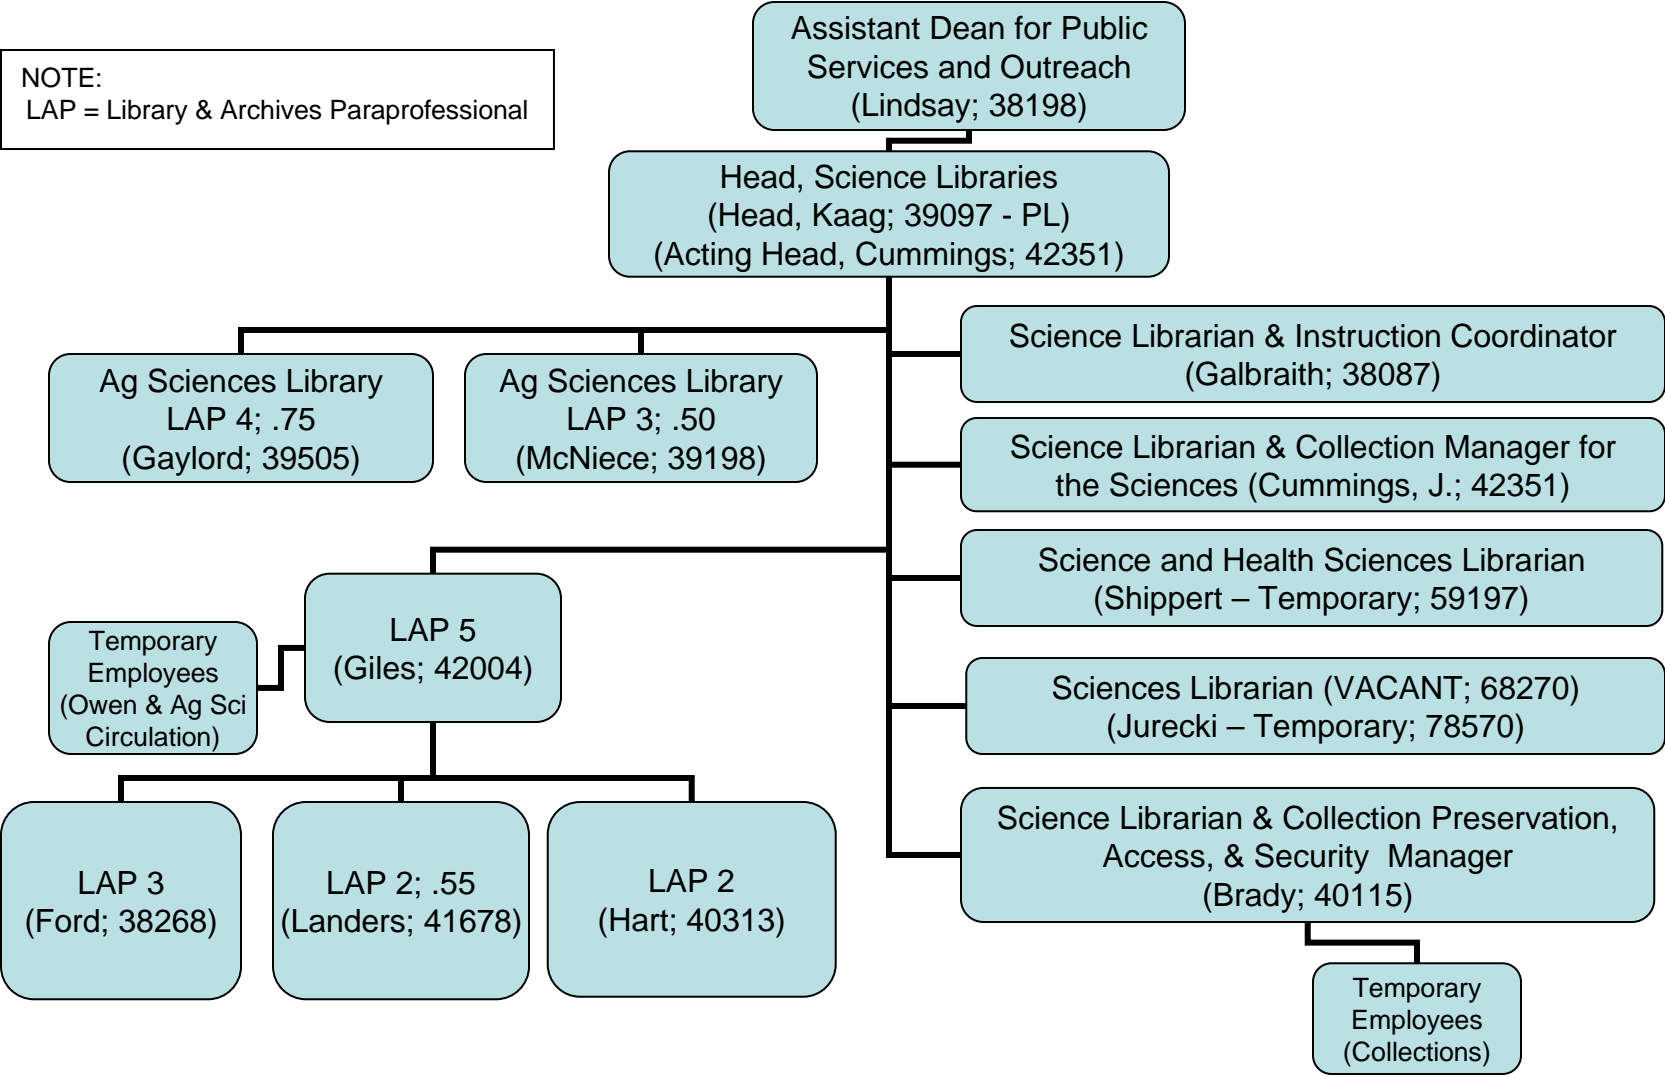 Assistant Dean for Public
Services and Outreach
(Lindsay; 38198)
NOTE:
LAP = Library & Archives Paraprofessional
Head, Science Libraries
(Head, Kaag; 39097 - PL)
(Acting Head, Cummings; 42351)
Ag Sciences Library
LAP 4; .75
(Gaylord; 39505)
Ag Sciences Library
LAP 3; .50
(McNiece; 39198)
Science Librarian & Instruction Coordinator
(Galbraith; 38087)
Science Librarian & Collection Manager for
the Sciences (Cummings, J.; 42351)
Science and Health Sciences Librarian
(Shippert – Temporary; 59197)
LAP 5
(Giles; 42004)
Temporary
Employees
(Owen & Ag Sci
Circulation)
Sciences Librarian (VACANT; 68270)
(Jurecki – Temporary; 78570)
Science Librarian & Collection Preservation,
Access, & Security  Manager
(Brady; 40115)
LAP 3
(Ford; 38268)
LAP 2; .55
(Landers; 41678)
LAP 2
(Hart; 40313)
Temporary
Employees
(Collections)